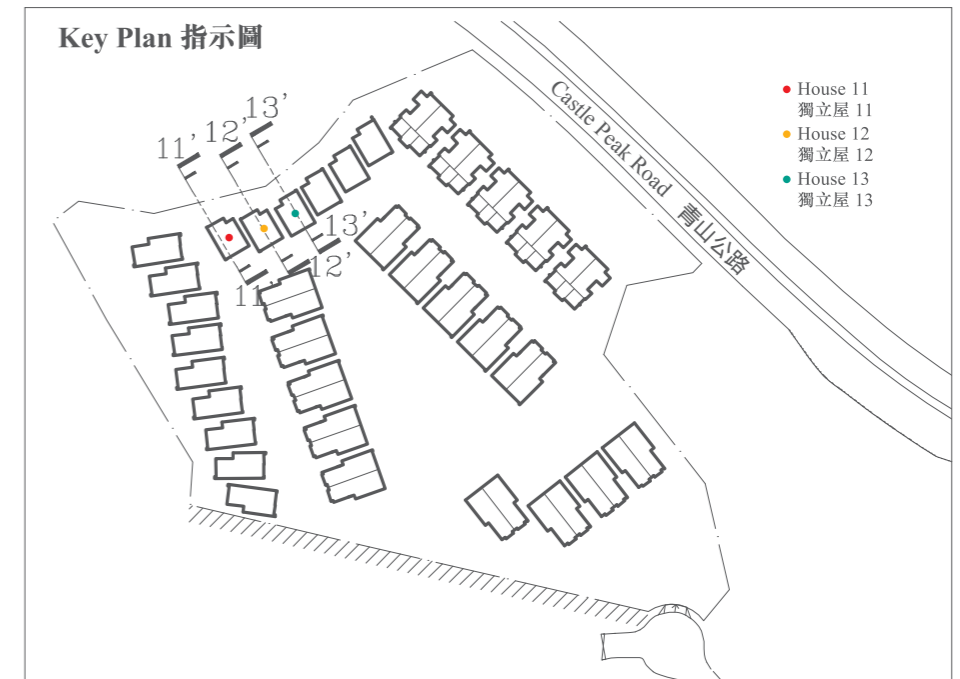 Key Plan 指示圖
13'
12'
11'
Castle Peak Road 青山公路
House 11
獨立屋 11
House 12
獨立屋 12
House 13
獨立屋 13
13'
12'
11'